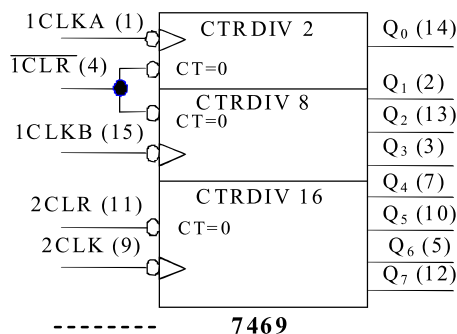 1CLKA (1)
CTRDIV 2
Q₀ (14)
1CLR (4)
CT=0
Q₁ (2)
CTRDIV 8
CT=0
Q₂ (13)
1CLKB (15)
Q₃ (3)
CTRDIV 16
Q₄ (7)
2CLR (11)
CT=0
Q₅ (10)
2CLK (9)
Q₆ (5)
Q₇ (12)
7469